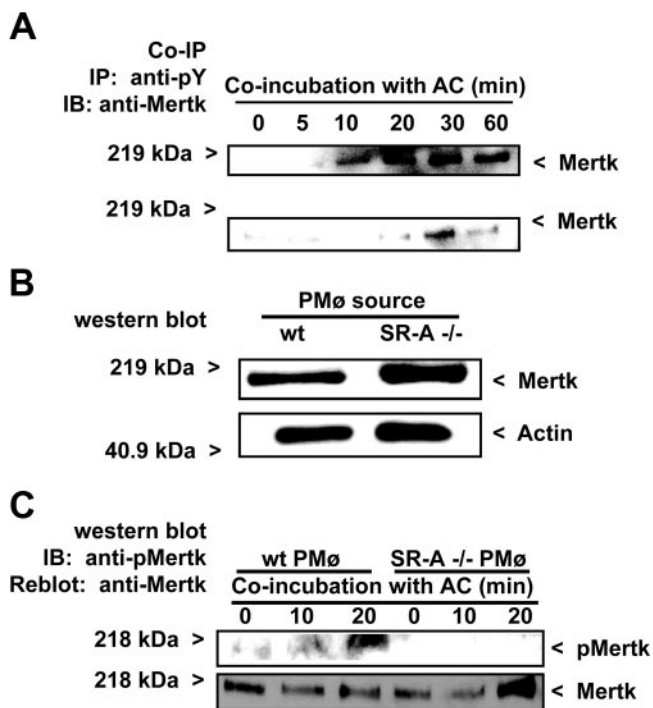 A
Co-IP
IP: anti-pY
IB: anti-Mertk
Co-incubation with AC (min)
0 5 10 20 30 60
219 kDa > < Mertk
219 kDa > < Mertk
B
PMø source
western blot
wt SR-A -/-
219 kDa > < Mertk
< Actin
40.9 kDa >
C
western blot
IB: anti-pMertk wt PMø SR-A -/- PMø
Reblot: anti-Mertk Co-incubation with AC (min)
0 10 20 0 10 20
218 kDa > < pMertk
218 kDa > < Mertk